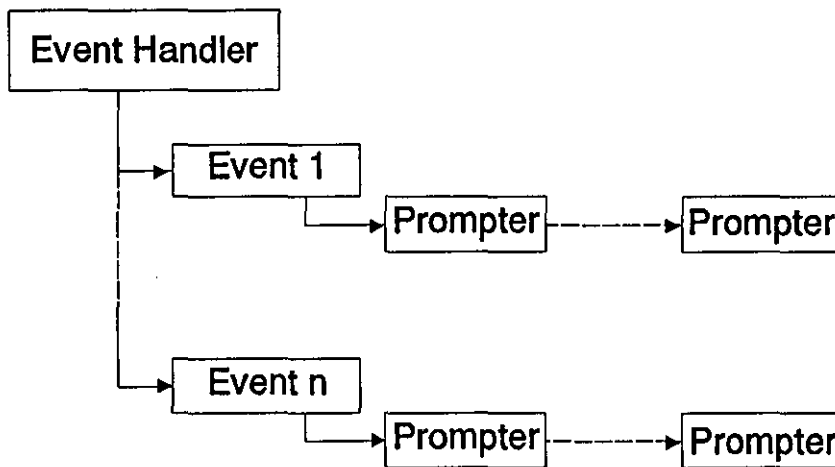 Event Handler
Event 1
Prompter
Prompter
Event n
Prompter
Prompter